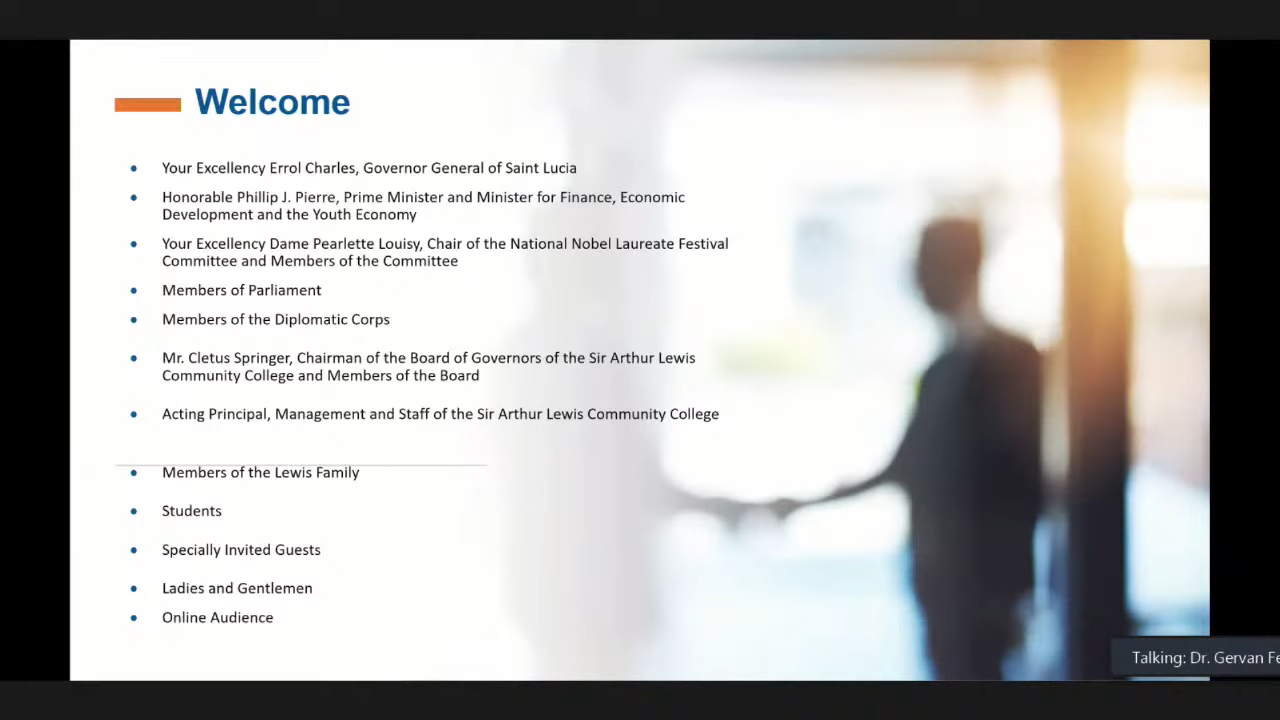 Welcome
• Your Excellency Errol Charles, Governor General of Saint Lucia
• Honorable Phillip J. Pierre, Prime Minister and Minister for Finance, Economic
Development and the Youth Economy
• Your Excellency Dame Pearlette Louisy, Chair of the National Nobel Laureate Festival
Committee and Members of the Committee
• Members of Parliament
• Members of the Diplomatic Corps
• Mr. Cletus Springer, Chairman of the Board of Governors of the Sir Arthur Lewis
Community College and Members of the Board
• Acting Principal, Management and Staff of the Sir Arthur Lewis Community College
• Members of the Lewis Family
• Students
• Specially Invited Guests
• Ladies and Gentlemen
• Online Audience
Talking: Dr. Gervan Fe